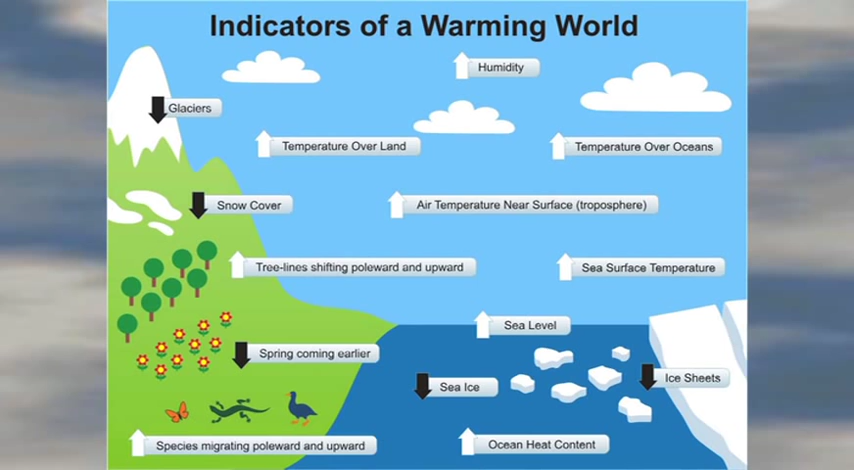 Indicators of a Warming World
Humidity
Glaciers
Temperature Over Land
Temperature Over Oceans
Snow Cover
Air Temperature Near Surface (troposphere)
Tree-lines shifting poleward and upward
Sea Surface Temperature
Sea Level
Spring coming earlier
Sea Ice
Ice Sheets
Species migrating poleward and upward
Ocean Heat Content